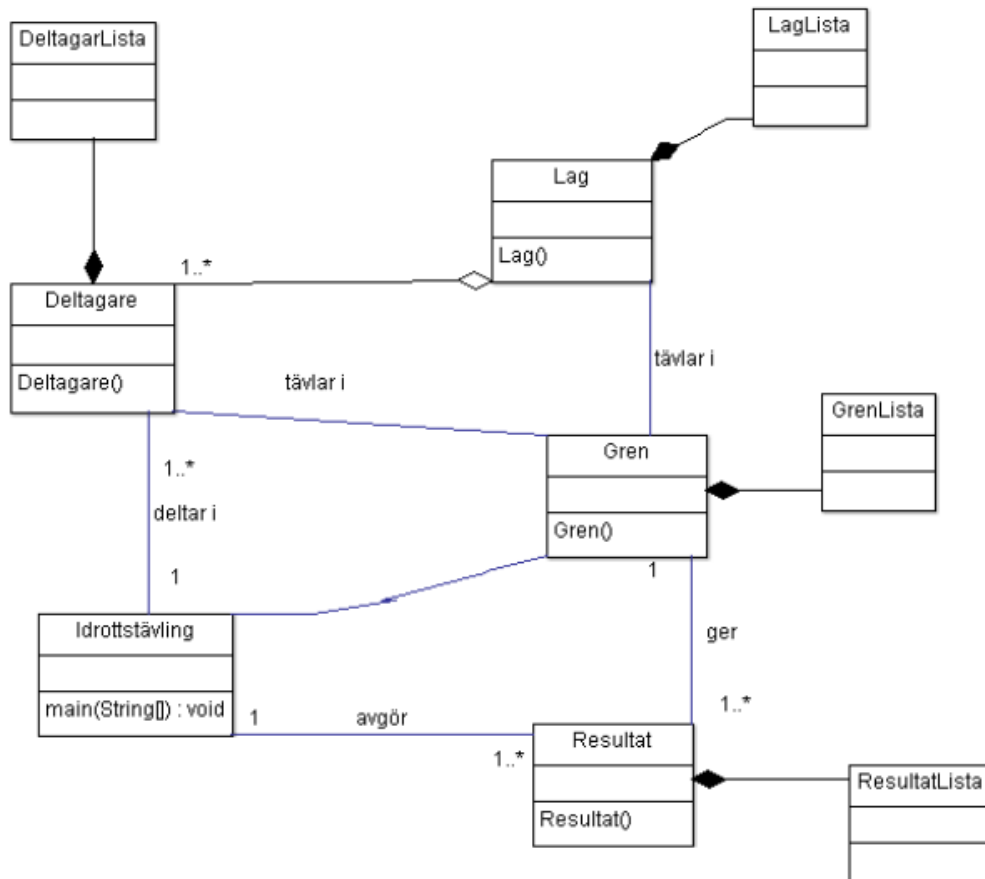 DeltagarLista
LagLista
Lag
Lag()
1..*
Deltagare
Deltagare()
tävlar i
tävlar i
GrenLista
Gren
Gren()
1..*
deltar i
1
1
Idrottstävling
main(String[]) : void
ger
1
avgör
1..*
1..*
Resultat
Resultat()
ResultatLista